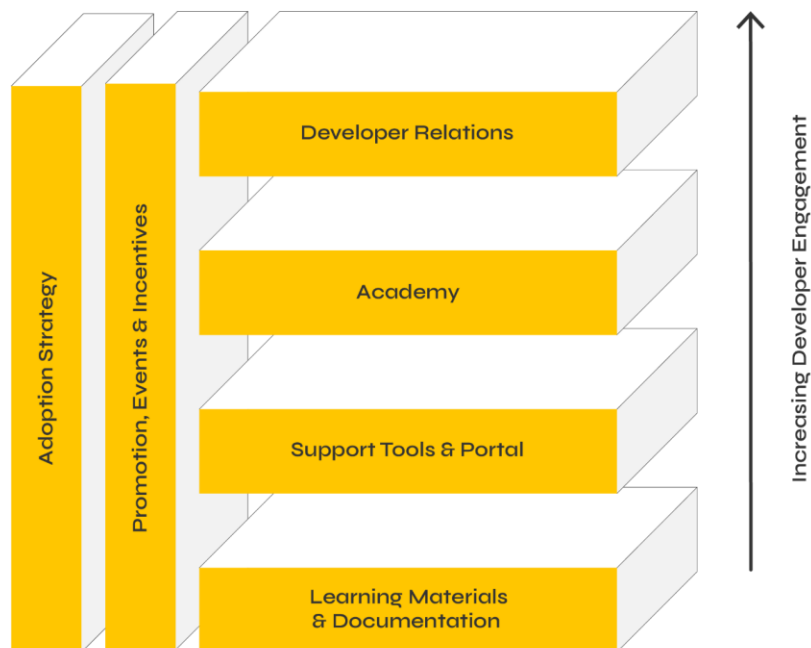 Adoption Strategy
Promotion, Events & Incentives
Developer Relations
Academy
Support Tools & Portal
Learning Materials
& Documentation
Increasing Developer Engagement